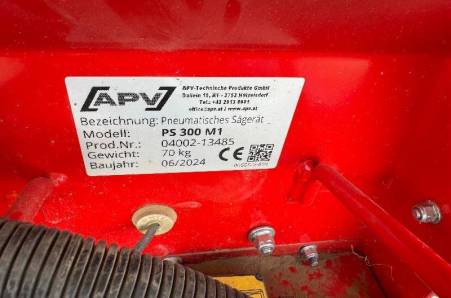 APV
APV-Technische Produkte GmbH
Dallein 15, AT - 3753 Hötzelsdorf
Tel.: +43 2913 8001
office@apv.at / www.apv.at
Bezeichnung: Pneumatisches Sägerät
Modell: PS 300 M1
Prod.Nr.: 04002-13485
Gewicht: 70 kg
Baujahr: 06/2024
CE